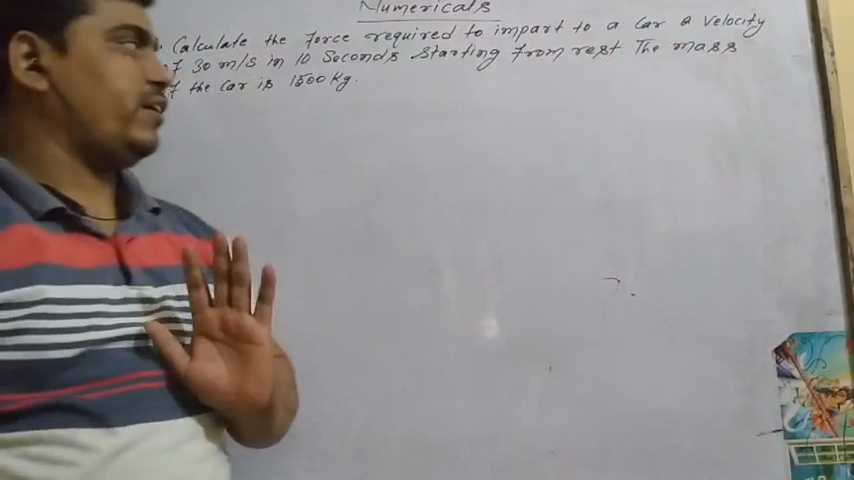 Numericals
. Calculate the Force required to impart to a Car a Velocity
of 30 m/s in 10 Seconds Starting from rest. The mass
of the Car is 1500 Kg.